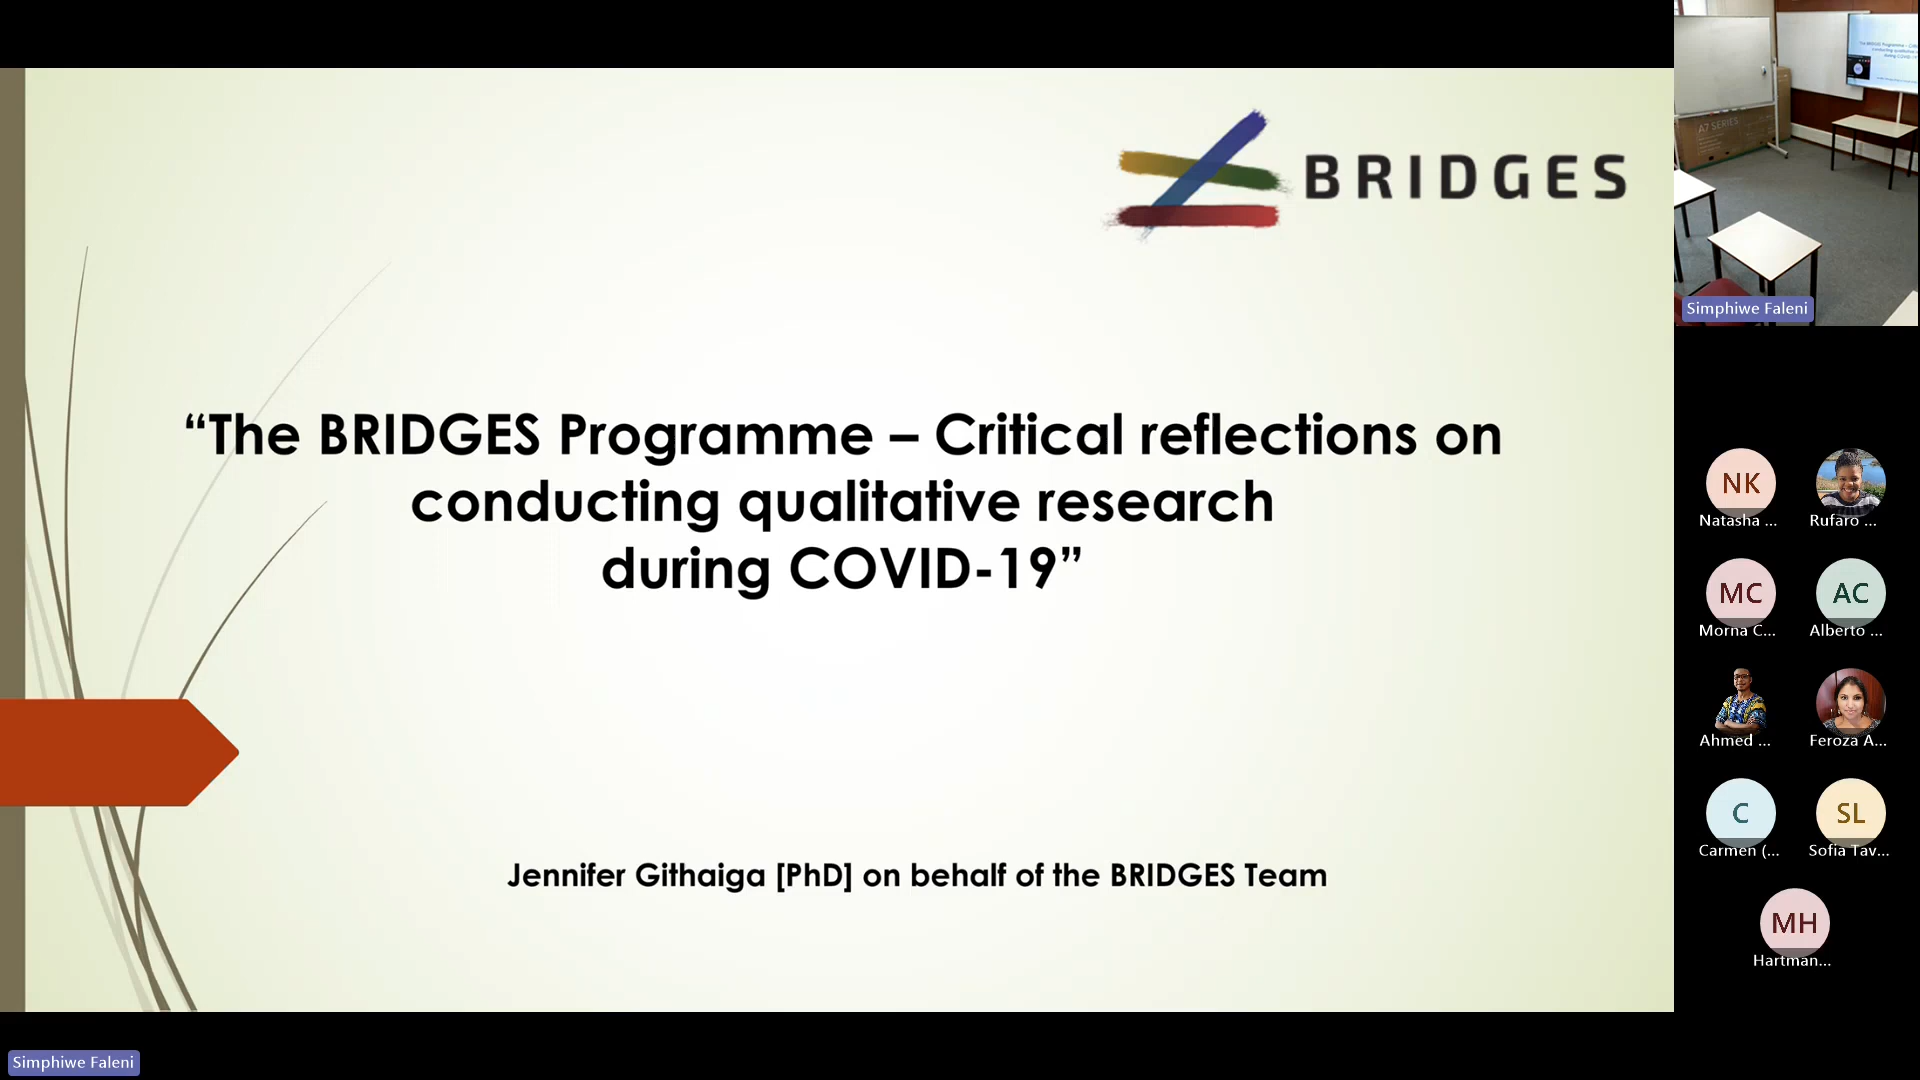 BRIDGES
“The BRIDGES Programme – Critical reflections on
conducting qualitative research
during COVID-19”
Jennifer Githaiga [PhD] on behalf of the BRIDGES Team
Simphiwe Faleni
A7 SERIES
Simphiwe Faleni
NK
Natasha ...
Rufaro ...
MC
Morna C...
AC
Alberto ...
Ahmed ...
Feroza A...
C
Carmen (...
SL
Sofia Tav...
MH
Hartman...